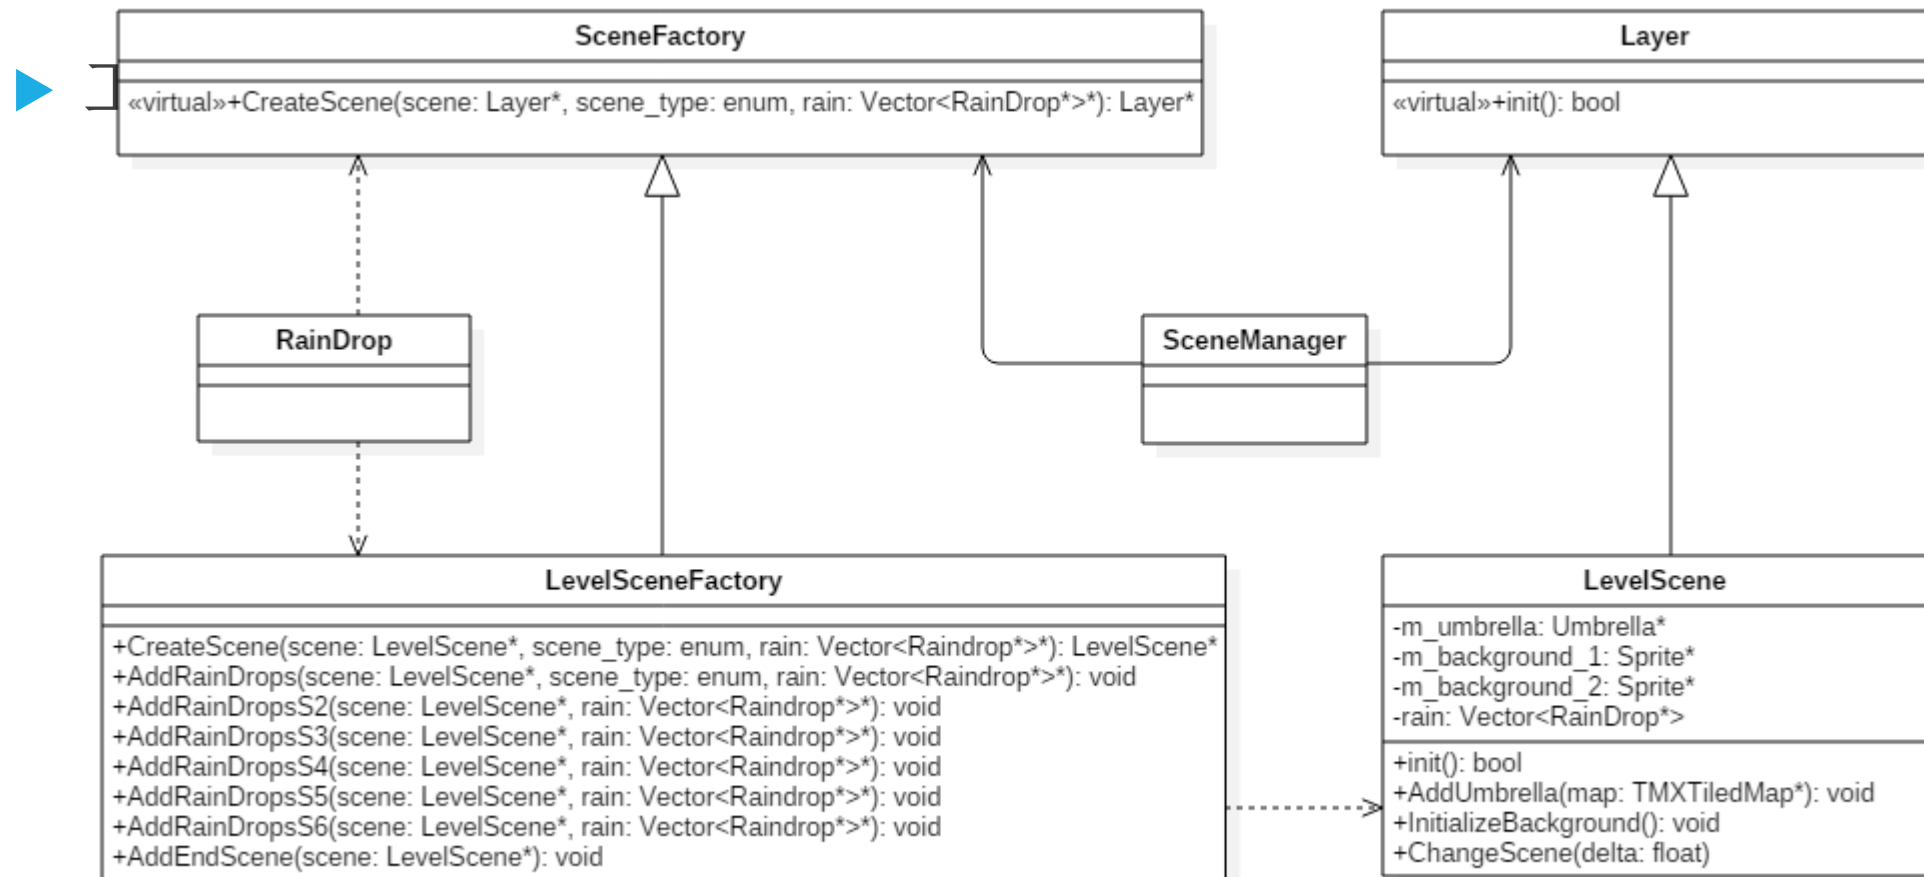 SceneFactory
«virtual»+CreateScene(scene: Layer*, scene_type: enum, rain: Vector<RainDrop*>*): Layer*
Layer
«virtual»+init(): bool
RainDrop
SceneManager
LevelSceneFactory
+CreateScene(scene: LevelScene*, scene_type: enum, rain: Vector<Raindrop*>*): LevelScene*
+AddRainDrops(scene: LevelScene*, scene_type: enum, rain: Vector<Raindrop*>*): void
+AddRainDropsS2(scene: LevelScene*, rain: Vector<Raindrop*>*): void
+AddRainDropsS3(scene: LevelScene*, rain: Vector<Raindrop*>*): void
+AddRainDropsS4(scene: LevelScene*, rain: Vector<Raindrop*>*): void
+AddRainDropsS5(scene: LevelScene*, rain: Vector<Raindrop*>*): void
+AddRainDropsS6(scene: LevelScene*, rain: Vector<Raindrop*>*): void
+AddEndScene(scene: LevelScene*): void
LevelScene
-m_umbrella: Umbrella*
-m_background_1: Sprite*
-m_background_2: Sprite*
-rain: Vector<RainDrop*>
+init(): bool
+AddUmbrella(map: TMXTiledMap*): void
+InitializeBackground(): void
+ChangeScene(delta: float)